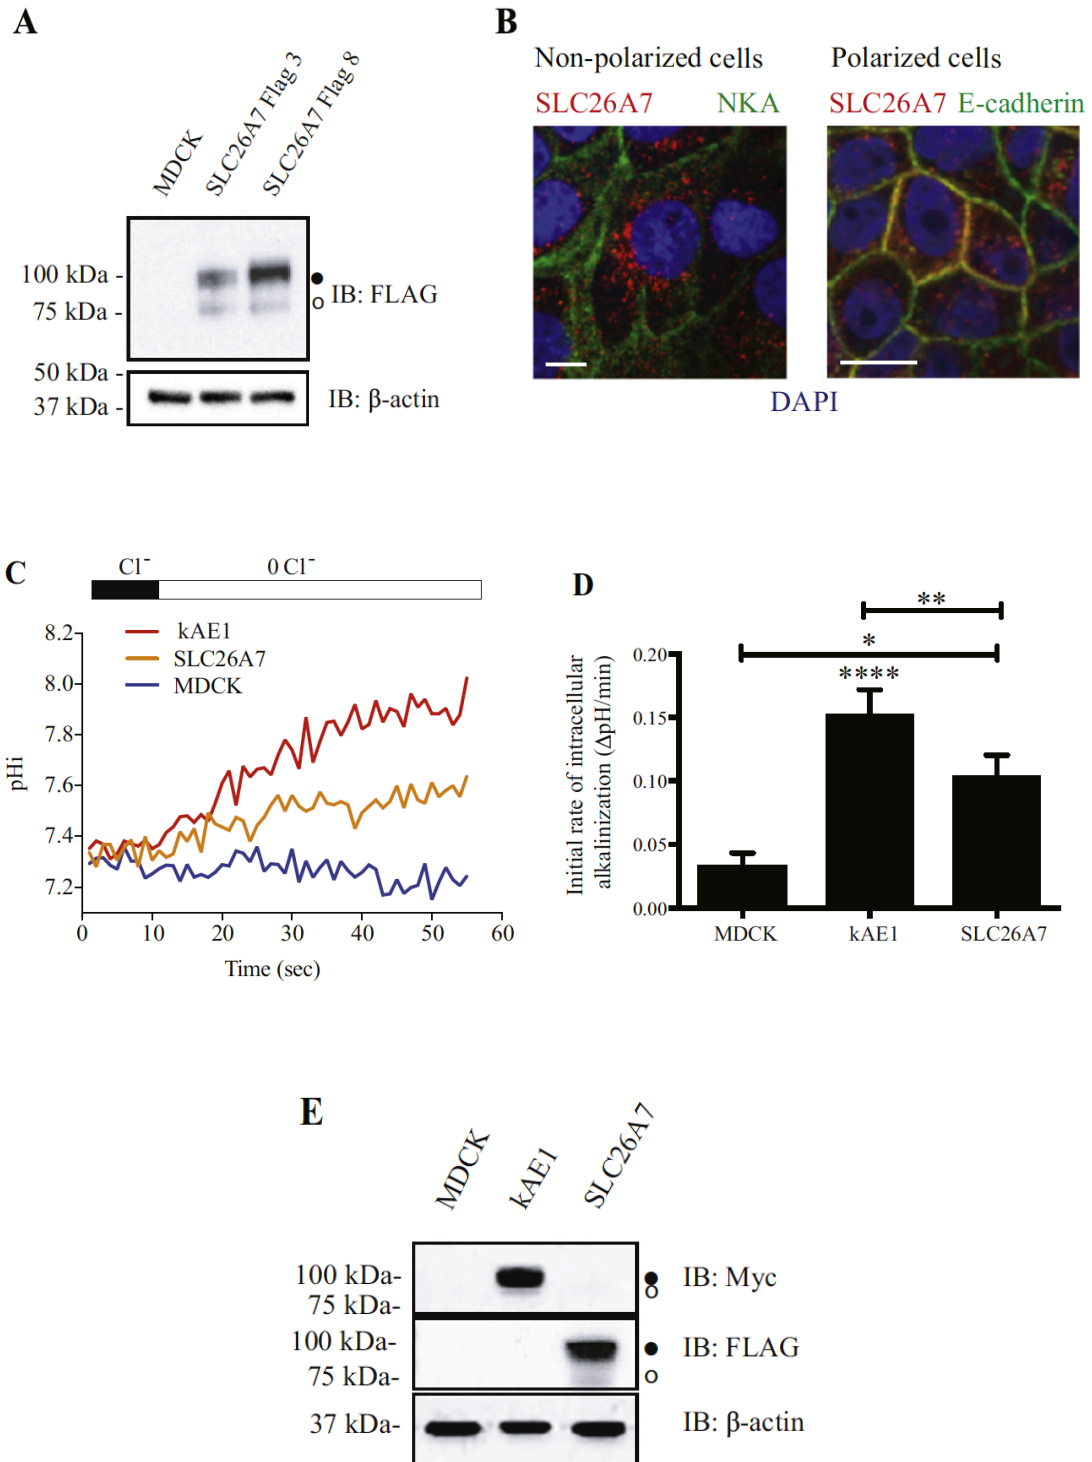 A
MDCK
SLC26A7 Flag 3
SLC26A7 Flag 8
100 kDa -
75 kDa -
● IB: FLAG
o
50 kDa -
37 kDa -
IB: β-actin
B
Non-polarized cells
Polarized cells
SLC26A7 NKA
SLC26A7 E-cadherin
DAPI
C
Cl⁻ 0 Cl⁻
kAE1
SLC26A7
MDCK
8.2
8.0
7.8
7.6
7.4
7.2
pHi
0 10 20 30 40 50 60
Time (sec)
D
**
*
****
0.20
0.15
0.10
0.05
0.00
Initial rate of intracellular
alkalinization (ΔpH/min)
MDCK kAE1 SLC26A7
E
MDCK
kAE1
SLC26A7
100 kDa- ● IB: Myc
75 kDa- o
100 kDa- ● IB: FLAG
75 kDa- o
37 kDa- IB: β-actin